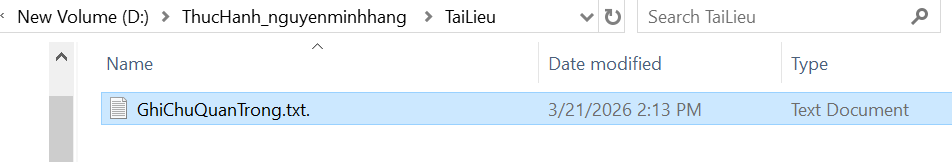 New Volume (D:) > ThucHanh_nguyenminhhang > TaiLieu Search TaiLieu
Name Date modified Type
GhiChuQuanTrong.txt. 3/21/2026 2:13 PM Text Document